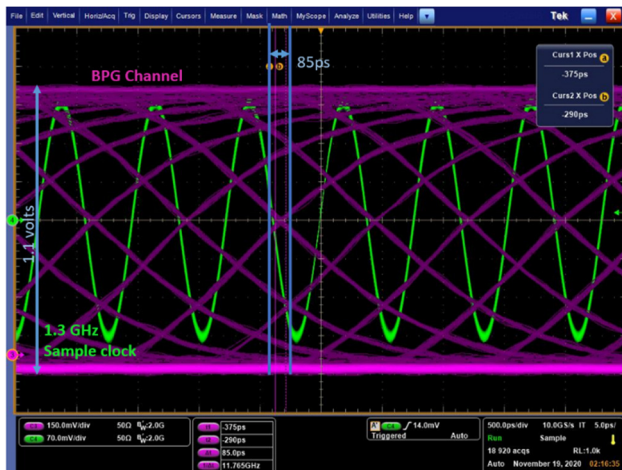 File Edit Vertical Horiz/Acq Trig Display Cursors Measure Mask Math MyScope Analyze Utilities Help Tek X
BPG Channel
a b
85ps
Curs1 X Pos a
-375ps
Curs2 X Pos b
-290ps
1.1 volts
1.3 GHz
Sample clock
150.0mV/div 50Ω BW:2.0G
70.0mV/div 50Ω BW:2.0G
-375ps
-290ps
85.0ps
11.765GHz
A' 14.0mV
Triggered Auto
500.0ps/div 10.0GS/s IT 5.0ps/
Run Sample
18 920 acqs RL:1.0k
Auto November 19, 2020 02:16:35